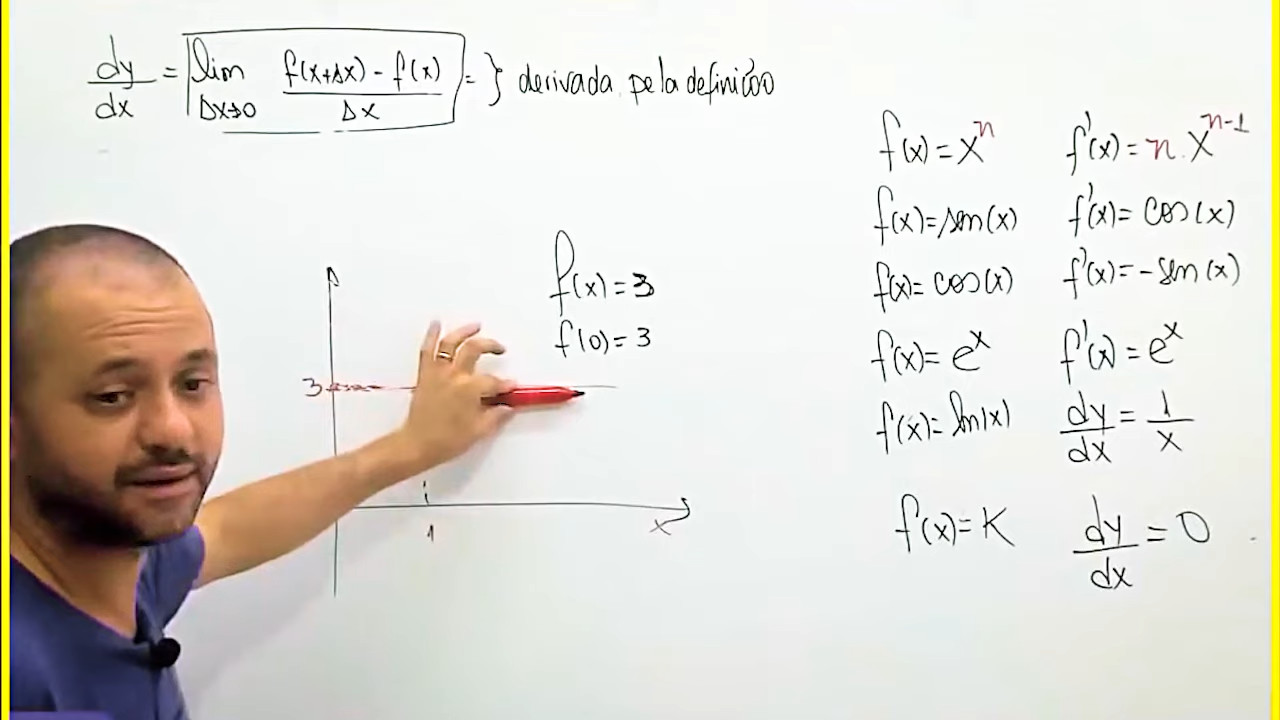 dy/dx = lim Δx→0 f(x+Δx) - f(x) / Δx = } derivada pela definição
f(x) = x^n f'(x) = n . x^n-1
f(x) = sen(x) f'(x) = cos(x)
f(x) = cos(x) f'(x) = -sen(x)
f(x) = e^x f'(x) = e^x
f(x) = ln(x) dy/dx = 1/x
f(x) = K dy/dx = 0
f(x) = 3
f(0) = 3
3
1
x